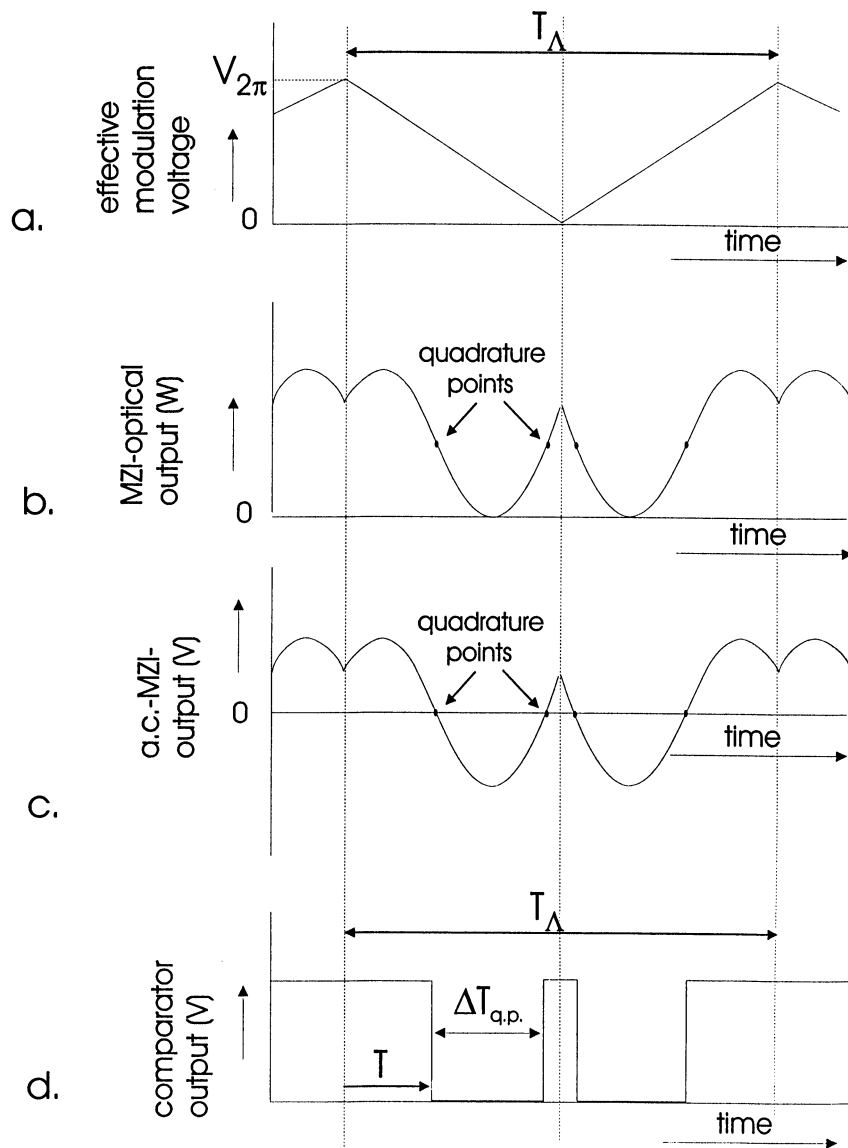 T_Λ
V_2π
effective
modulation
voltage
0
a.
time
MZI-optical
output (W)
quadrature
points
0
b.
time
a.c.-MZI-
output (V)
quadrature
points
0
time
c.
T_Λ
comparator
output (V)
ΔT_q.p.
T
d.
time